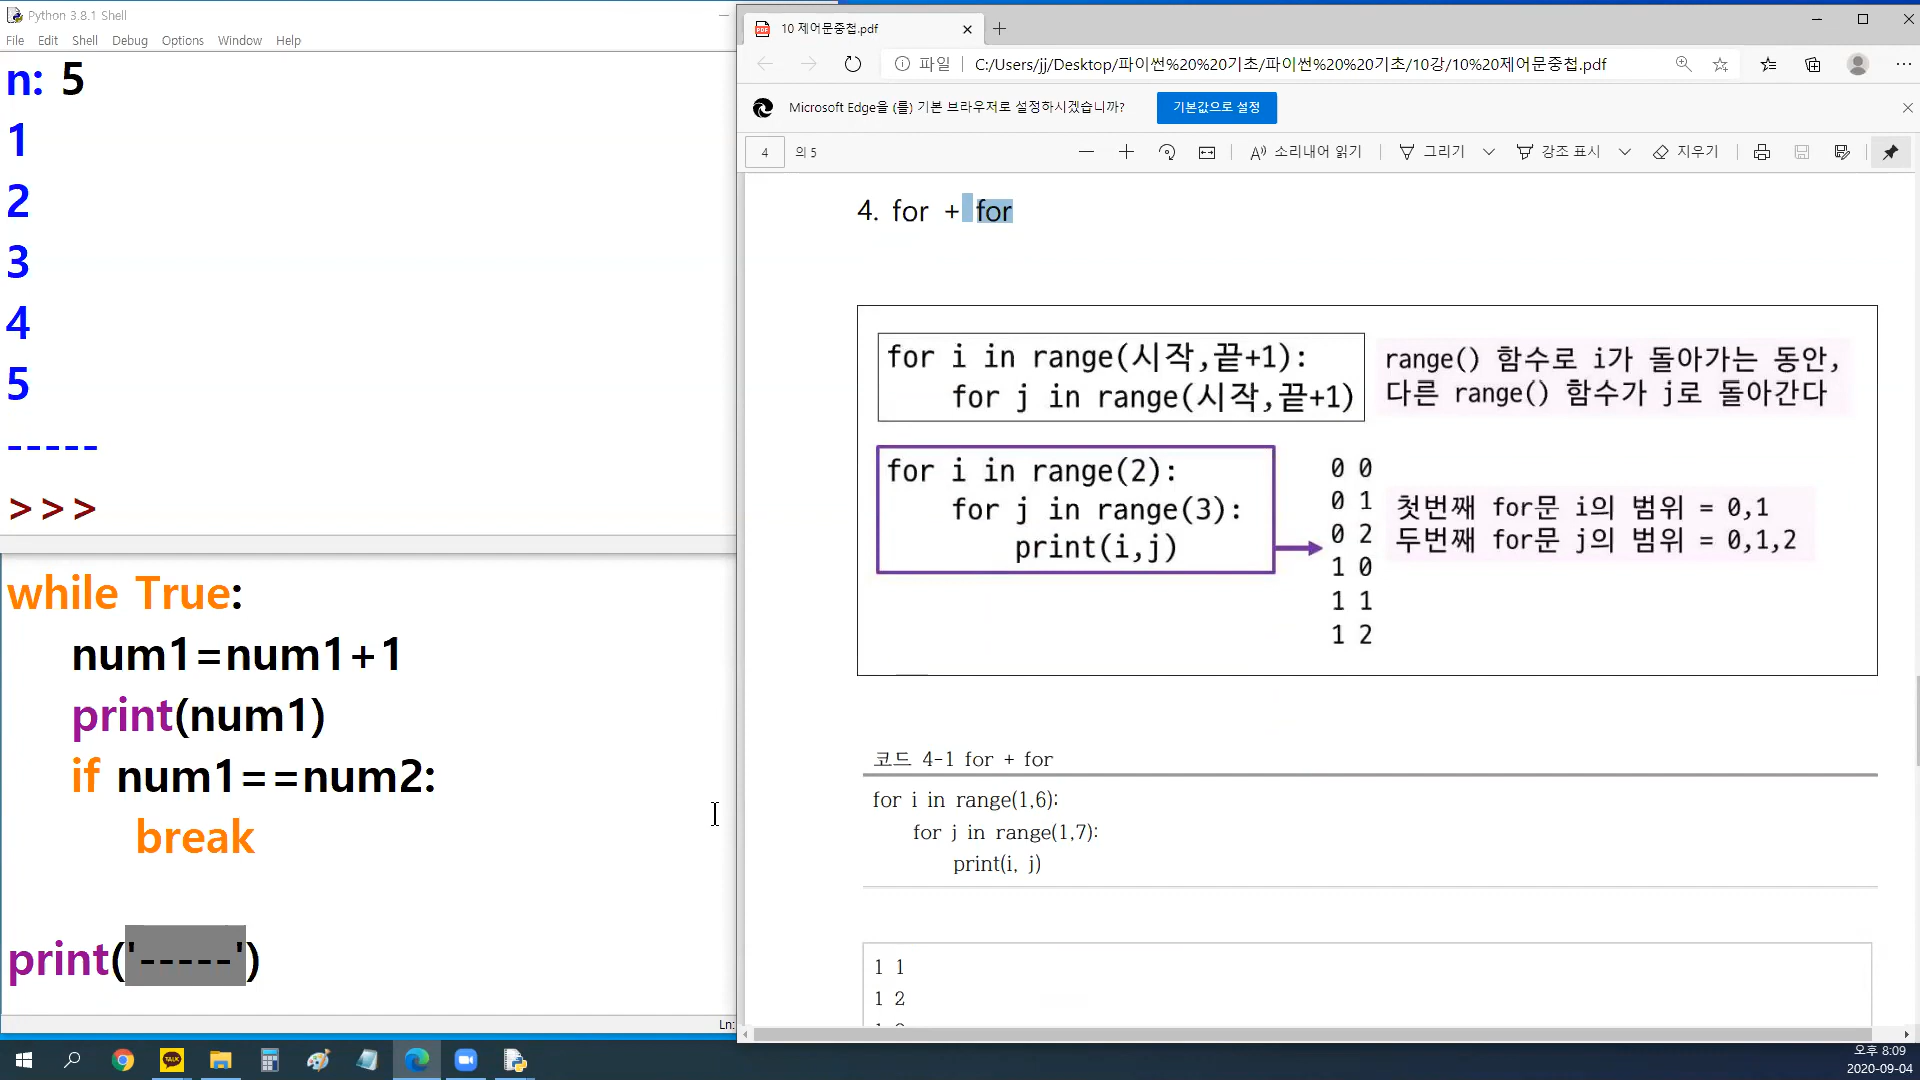 Python 3.8.1 Shell
File Edit Shell Debug Options Window Help
n: 5
1
2
3
4
5
-----
>>>
while True:
num1=num1+1
print(num1)
if num1==num2:
break
print('-----')
Ln:
10 제어문중첩.pdf
파일 C:/Users/jj/Desktop/파이썬%20%20기초/파이썬%20%20기초/10강/10%20제어문중첩.pdf
Microsoft Edge을 (를) 기본 브라우저로 설정하시겠습니까? 기본값으로 설정
4 의 5 소리내어 읽기 그리기 강조 표시 지우기
4. for + for
for i in range(시작,끝+1):
for j in range(시작,끝+1)
range() 함수로 i가 돌아가는 동안,
다른 range() 함수가 j로 돌아간다
for i in range(2):
for j in range(3):
print(i,j)
0 0
0 1
0 2
1 0
1 1
1 2
첫번째 for문 i의 범위 = 0,1
두번째 for문 j의 범위 = 0,1,2
코드 4-1 for + for
for i in range(1,6):
for j in range(1,7):
print(i, j)
1 1
1 2
TALK
오후 8:09
2020-09-04